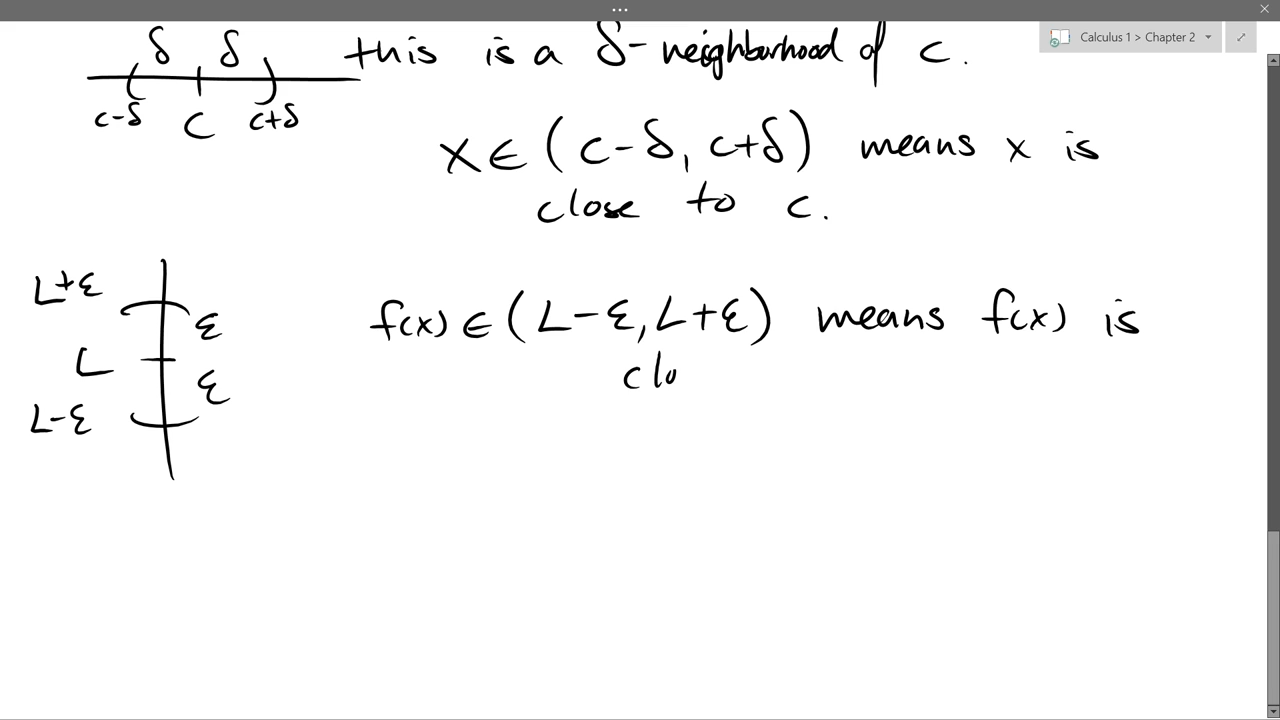 Calculus 1 > Chapter 2
δ δ this is a δ-neighborhood of c.
c-δ c c+δ
x ∈ (c-δ, c+δ) means x is
close to c.
L+ε
ε
f(x) ∈ (L-ε, L+ε) means f(x) is
clo
L
ε
L-ε